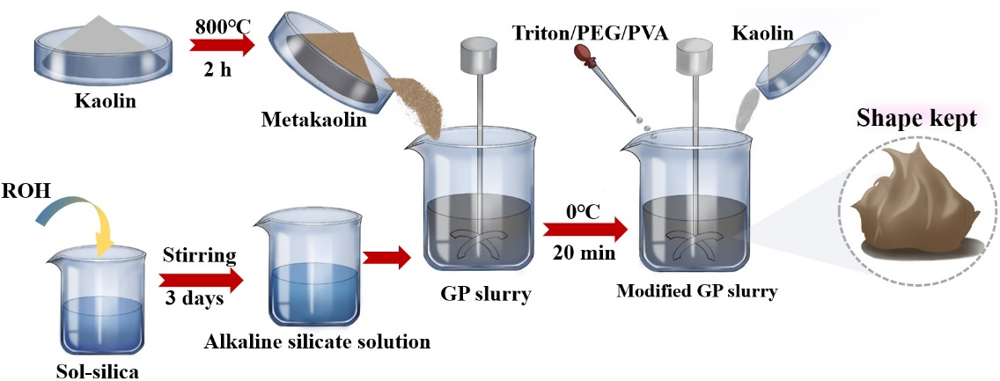 800℃
2 h
Kaolin
Metakaolin
Triton/PEG/PVA
Kaolin
Shape kept
ROH
Stirring
3 days
Sol-silica
Alkaline silicate solution
GP slurry
0℃
20 min
Modified GP slurry